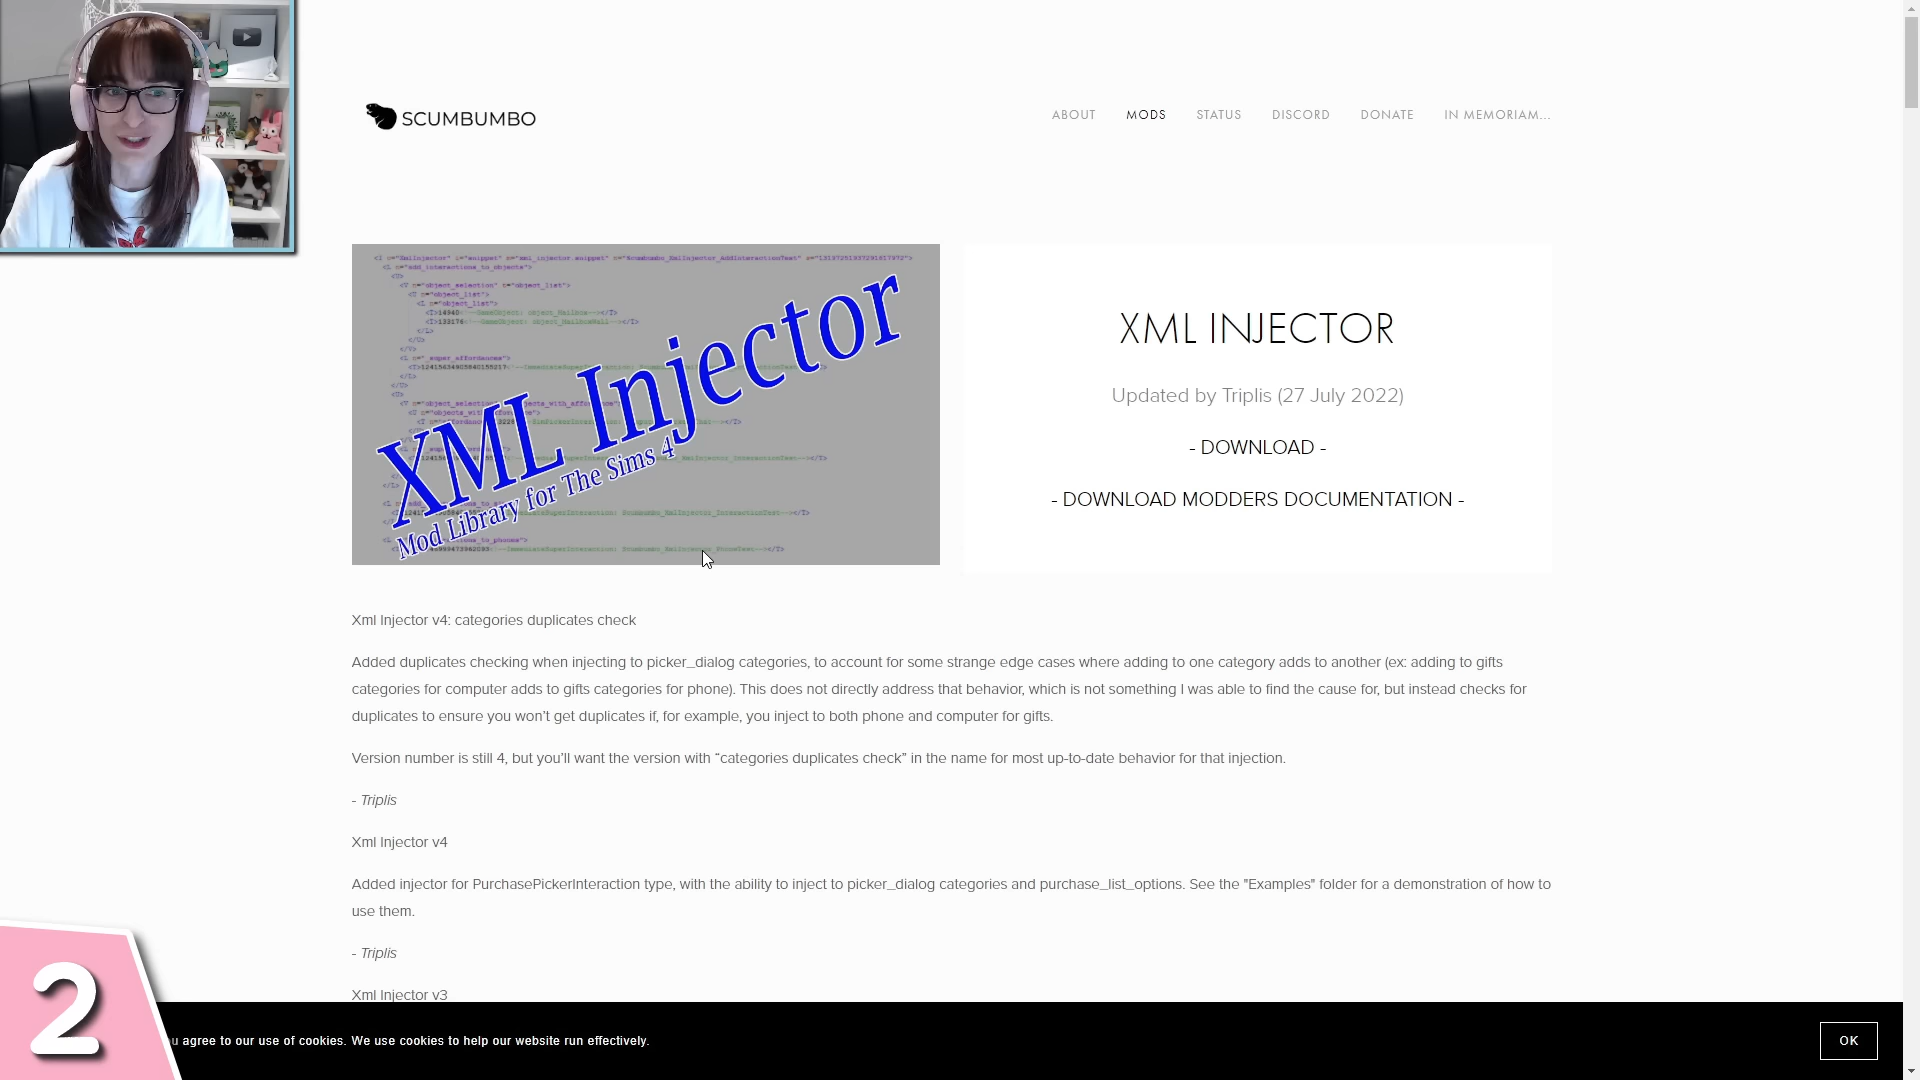 SCUMBUMBO
ABOUT MODS STATUS DISCORD DONATE IN MEMORIAM...
XML Injector
Mod Library for The Sims 4
XML INJECTOR
Updated by Triplis (27 July 2022)
- DOWNLOAD -
- DOWNLOAD MODDERS DOCUMENTATION -
Xml Injector v4: categories duplicates check
Added duplicates checking when injecting to picker_dialog categories, to account for some strange edge cases where adding to one category adds to another (ex: adding to gifts
categories for computer adds to gifts categories for phone). This does not directly address that behavior, which is not something I was able to find the cause for, but instead checks for
duplicates to ensure you won't get duplicates if, for example, you inject to both phone and computer for gifts.
Version number is still 4, but you'll want the version with “categories duplicates check” in the name for most up-to-date behavior for that injection.
- Triplis
Xml Injector v4
Added injector for PurchasePickerInteraction type, with the ability to inject to picker_dialog categories and purchase_list_options. See the "Examples" folder for a demonstration of how to
use them.
- Triplis
Xml Injector v3
2
agree to our use of cookies. We use cookies to help our website run effectively.
OK